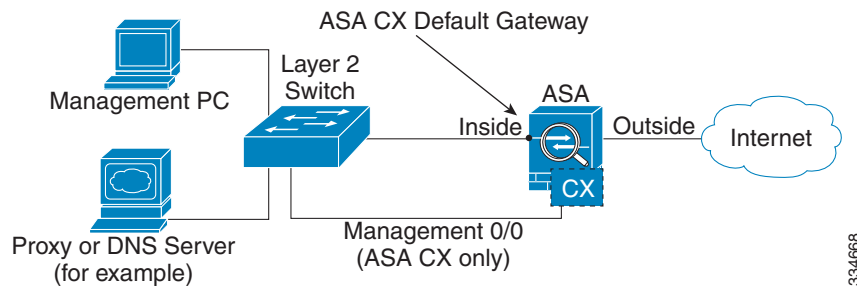 ASA CX Default Gateway
Layer 2
Switch
Management PC
ASA
Inside
Outside
Internet
CX
Proxy or DNS Server
(for example)
Management 0/0
(ASA CX only)
334668